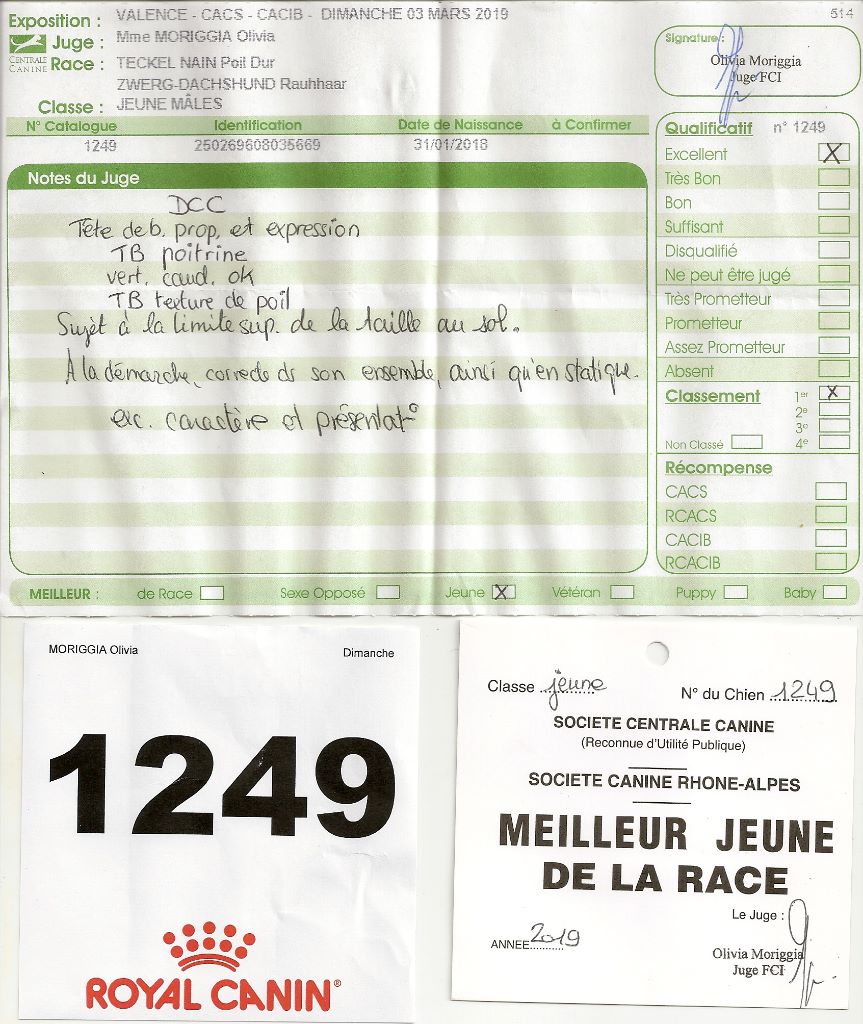 Exposition : VALENCE - CACS - CACIB - DIMANCHE 03 MARS 2019 514
Juge : Mme MORIGGIA Olivia
CENTRALE CANINE
Race : TECKEL NAIN Poil Dur
ZWERG-DACHSHUND Rauhhaar
Classe : JEUNE MÂLES
Signature :
Olivia Moriggia
Juge FCI
N° Catalogue Identification Date de Naissance à Confirmer
1249 250269608035669 31/01/2018
Notes du Juge
DCC
Tête de b. prop. et expression
TB poitrine
vert. caud. ok
TB texture de poil
Sujet à la limite sup. de la taille au sol.
A la démarche, correcte ds son ensemble, ainsi qu'en statique.
exc. caractère et présentat°
Qualificatif n° 1249
Excellent X
Très Bon
Bon
Suffisant
Disqualifié
Ne peut être jugé
Très Prometteur
Prometteur
Assez Prometteur
Absent
Classement 1er X
2e
3e
Non Classé 4e
Récompense
CACS
RCACS
CACIB
RCACIB
MEILLEUR : de Race Sexe Opposé Jeune X Vétéran Puppy Baby
MORIGGIA Olivia Dimanche
1249
ROYAL CANIN®
Classe jeune N° du Chien 1249
SOCIETE CENTRALE CANINE
(Reconnue d'Utilité Publique)
SOCIETE CANINE RHONE-ALPES
MEILLEUR JEUNE
DE LA RACE
Le Juge :
ANNEE 2019
Olivia Moriggia
Juge FCI